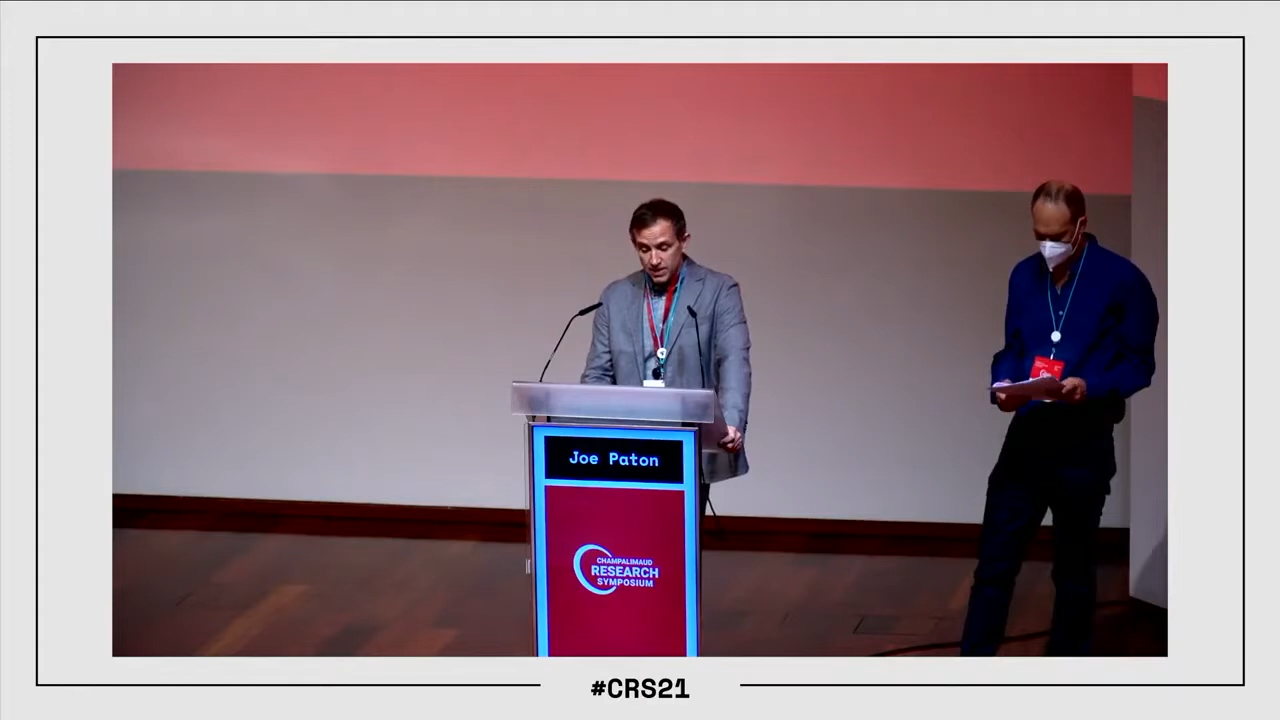 Joe Paton
CHAMPALIMAUD
RESEARCH
SYMPOSIUM
#CRS21